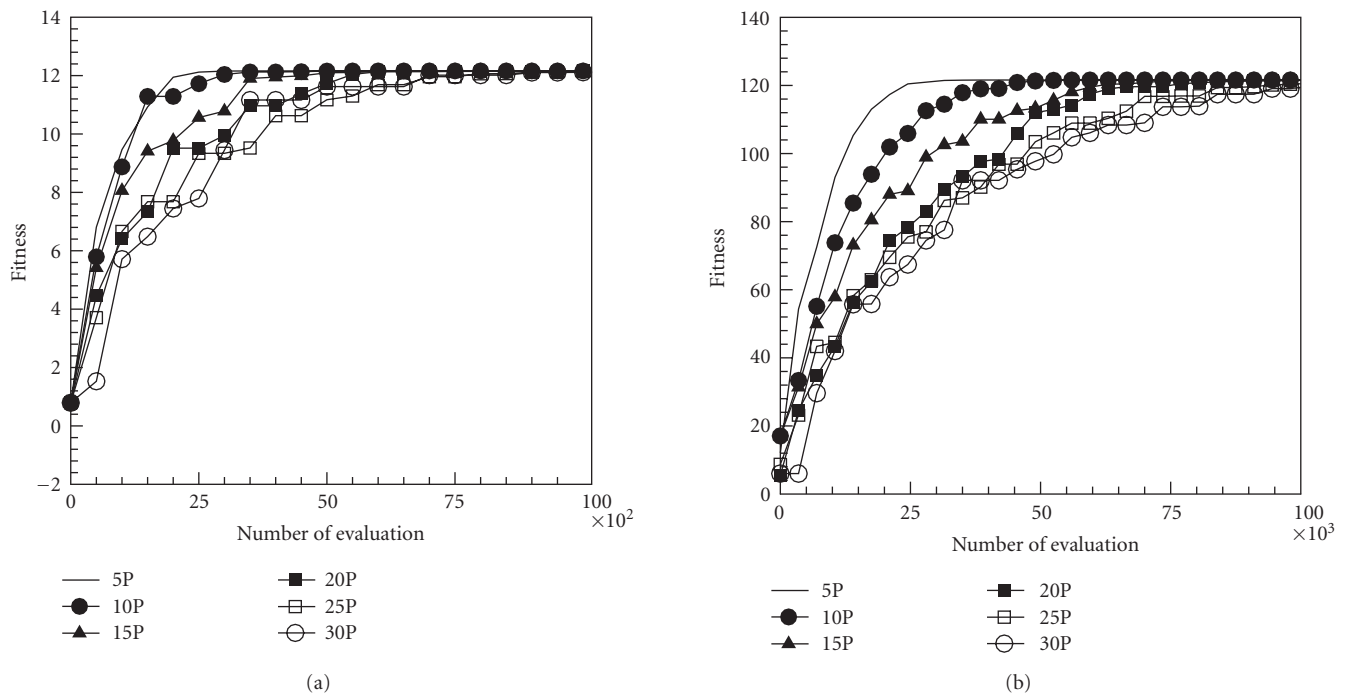 14
12
10
8
6
4
2
0
−2
Fitness
0 25 50 75 100
×10²
Number of evaluation
5P
10P
15P
20P
25P
30P
(a)
140
120
100
80
60
40
20
0
Fitness
0 25 50 75 100
×10³
Number of evaluation
5P
10P
15P
20P
25P
30P
(b)